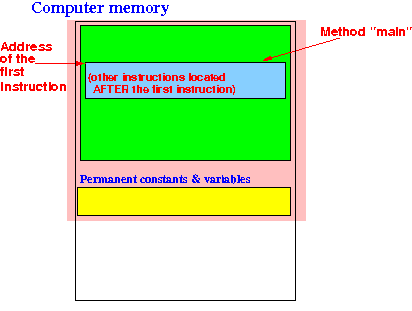 Computer memory
Method "main"
Address
of the
first
instruction
(other instructions located
AFTER the first instruction)
Permanent constants & variables